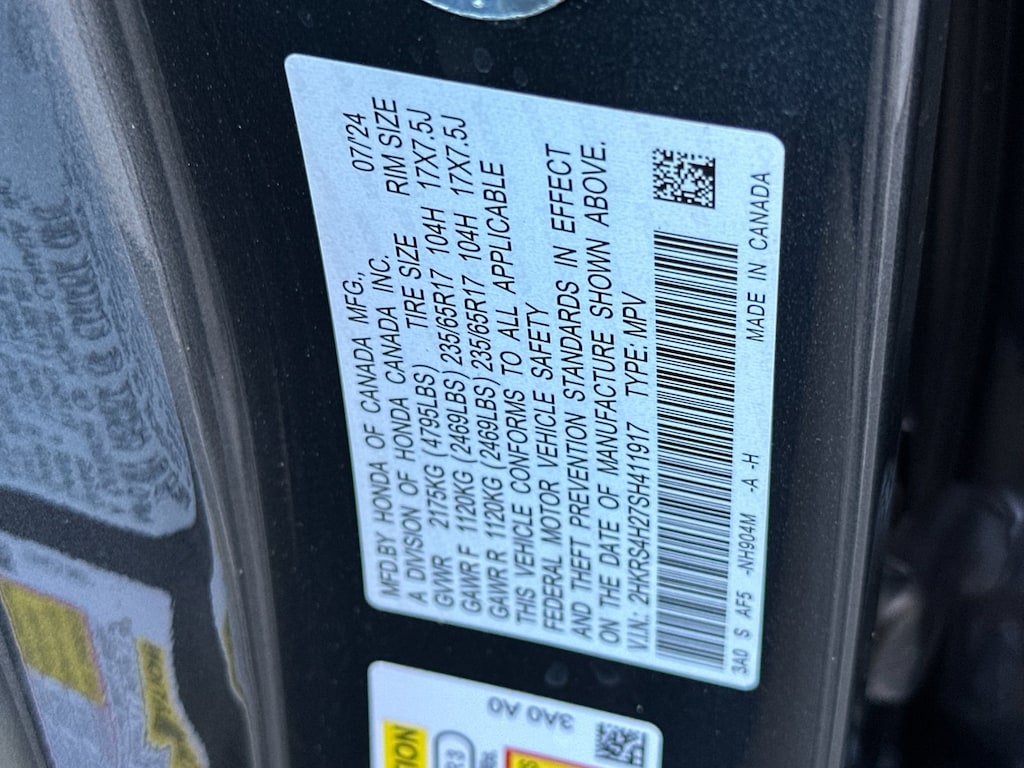 MFD.BY HONDA OF CANADA MFG., 07/'24
A DIVISION OF HONDA CANADA INC.
GVWR 2175KG (4795LBS) TIRE SIZE RIM SIZE
GAWR F 1120KG (2469LBS) 235/65R17 104H 17X7.5J
GAWR R 1120KG (2469LBS) 235/65R17 104H 17X7.5J
THIS VEHICLE CONFORMS TO ALL APPLICABLE
FEDERAL MOTOR VEHICLE SAFETY
AND THEFT PREVENTION STANDARDS IN EFFECT
ON THE DATE OF MANUFACTURE SHOWN ABOVE.
V.I.N.: 2HKRS4H27SH411917 TYPE:MPV
3A0 S AF5 -NH904M -A -H MADE IN CANADA
3A0 A0